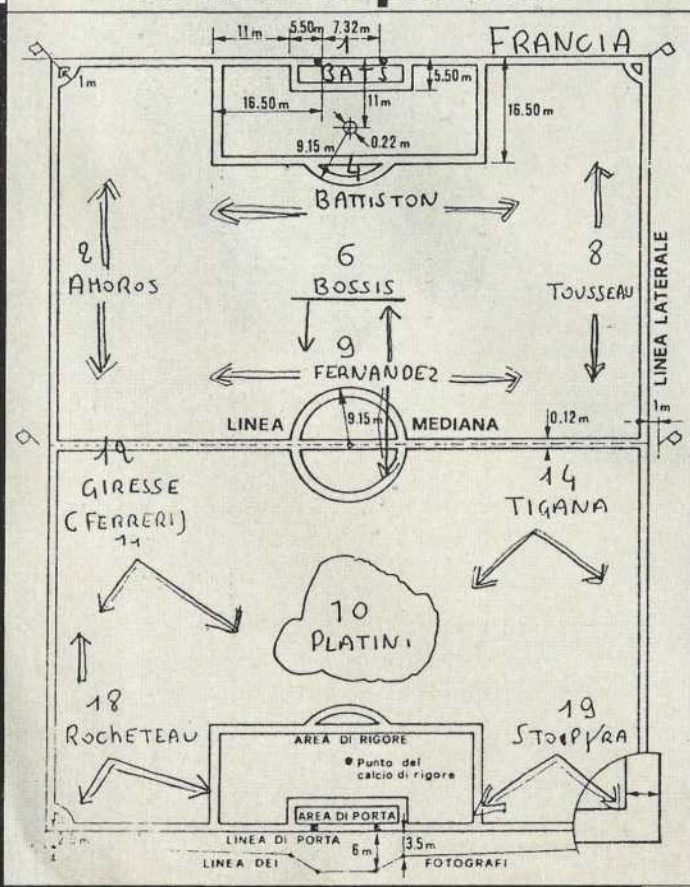 11m 5.50m 7.32m
1
FRANCIA
BATS
1m
5.50m
16.50m
11m
16.50m
9.15m
0.22m
4
BATTISTON
2
AMOROS
6
BOSSIS
8
TOUSSEAU
LINEA LATERALE
9
FERNANDEZ
LINEA 9.15m MEDIANA
0,12m
1m
12
GIRESSE
(FERRERI)
11
14
TIGANA
10
PLATINI
18
ROCHETEAU
19
AREA DI RIGORE
Punto del
calcio di rigore
AREA DI PORTA
LINEA DI PORTA
6m 3.5m
LINEA DEI FOTOGRAFI